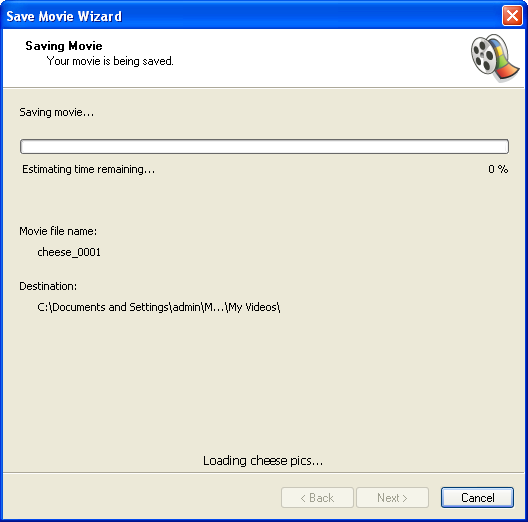 Save Movie Wizard
Saving Movie
Your movie is being saved.
Saving movie...
Estimating time remaining...	0 %
Movie file name:
cheese_0001
Destination:
C:\Documents and Settings\admin\M...\My Videos\
Loading cheese pics...
< Back	Next >	Cancel